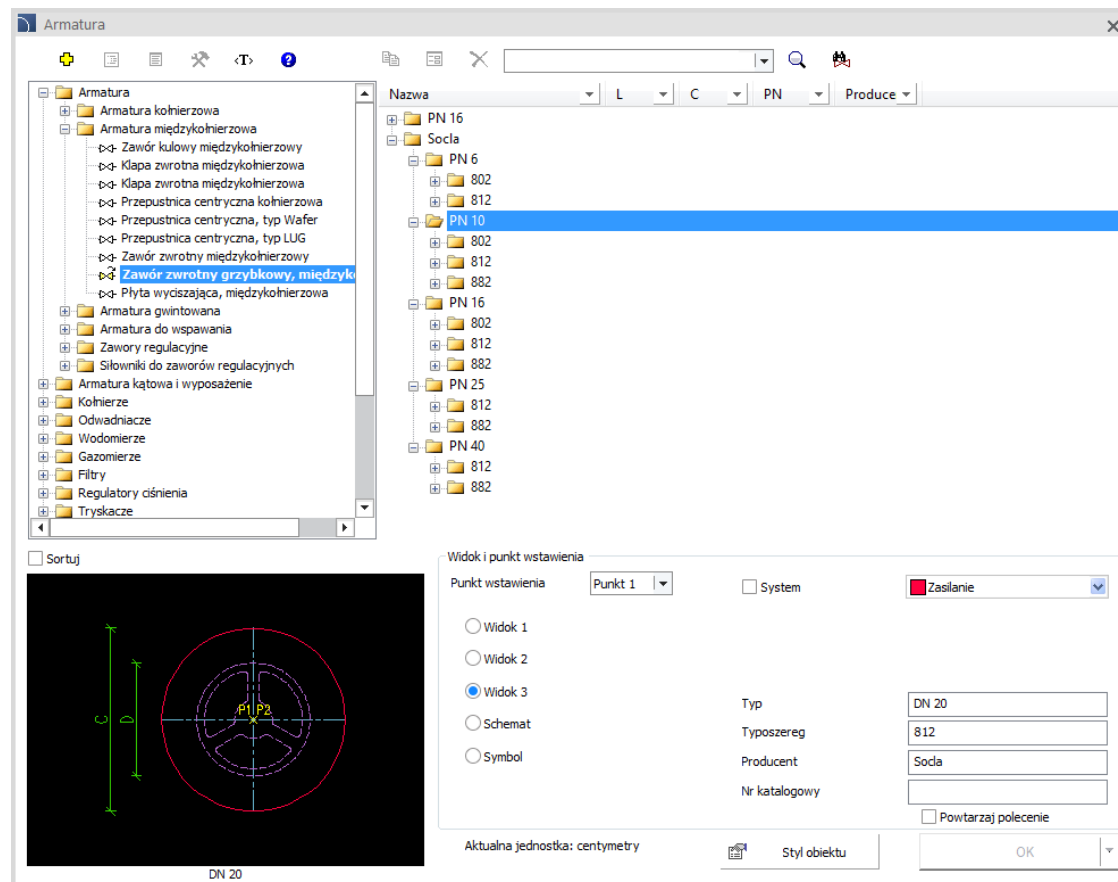 Armatura
<T>
Armatura
Armatura kołnierzowa
Armatura międzykołnierzowa
Zawór kulowy międzykołnierzowy
Klapa zwrotna międzykołnierzowa
Klapa zwrotna międzykołnierzowa
Przepustnica centryczna kołnierzowa
Przepustnica centryczna, typ Wafer
Przepustnica centryczna, typ LUG
Zawór zwrotny międzykołnierzowy
Zawór zwrotny grzybkowy, międzyk
Płyta wyciszająca, międzykołnierzowa
Armatura gwintowana
Armatura do wspawania
Zawory regulacyjne
Siłowniki do zaworów regulacyjnych
Armatura kątowa i wyposażenie
Kołnierze
Odwadniacze
Wodomierze
Gazomierze
Filtry
Regulatory ciśnienia
Tryskacze
Nazwa L C PN Produce
PN 16
Socla
PN 6
802
812
PN 10
802
812
882
PN 16
802
812
882
PN 25
812
882
PN 40
812
882
Sortuj
C D P1 P2
DN 20
Widok i punkt wstawienia
Punkt wstawienia Punkt 1
System Zasilanie
Widok 1
Widok 2
Widok 3
Schemat
Symbol
Typ DN 20
Typoszereg 812
Producent Socla
Nr katalogowy
Powtarzaj polecenie
Aktualna jednostka: centymetry
Styl obiektu
OK